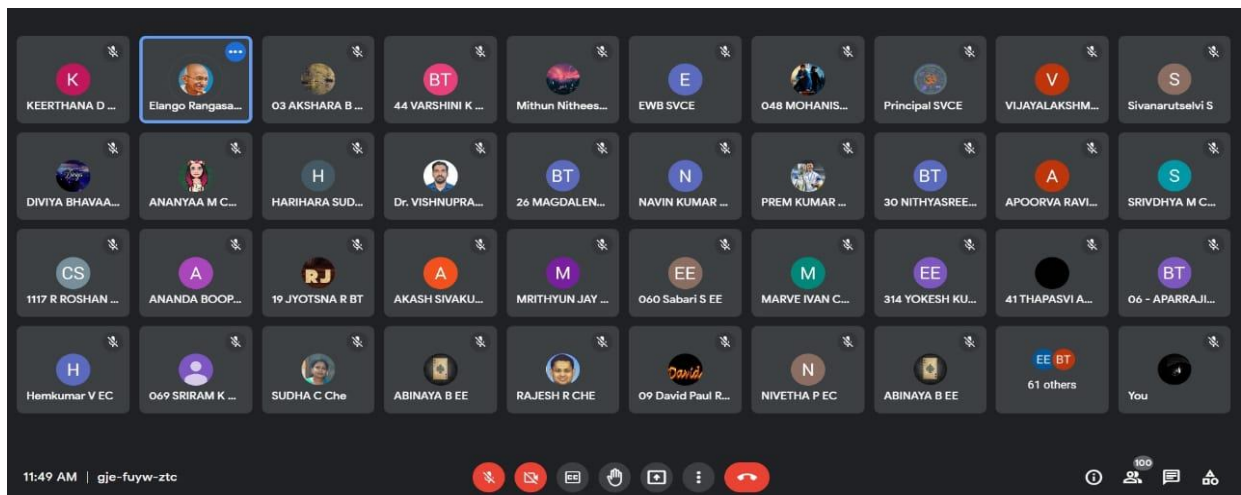 K
KEERTHANA D ...
Elango Rangasa...
03 AKSHARA B ...
BT
44 VARSHINI K ...
Mithun Nithees...
E
EWB SVCE
048 MOHANIS...
Principal SVCE
V
VIJAYALAKSHM...
S
Sivanarutselvi S
DIVIYA BHAVAA...
ANANYAA M C...
H
HARIHARA SUD...
Dr. VISHNUPRA...
BT
26 MAGDALEN...
N
NAVIN KUMAR ...
PREM KUMAR ...
BT
30 NITHYASREE...
A
APOORVA RAVI...
S
SRIVDHYA M C...
CS
1117 R ROSHAN ...
A
ANANDA BOOP...
RJ
19 JYOTSNA R BT
A
AKASH SIVAKU...
M
MRITHYUN JAY ...
EE
060 Sabari S EE
M
MARVE IVAN C...
EE
314 YOKESH KU...
41 THAPASVI A...
BT
06 - APARRAJI...
H
Hemkumar V EC
069 SRIRAM K ...
SUDHA C Che
ABINAYA B EE
RAJESH R CHE
David
09 David Paul R...
N
NIVETHA P EC
ABINAYA B EE
EE BT
61 others
You
11:49 AM | gje-fuyw-ztc
CC
100